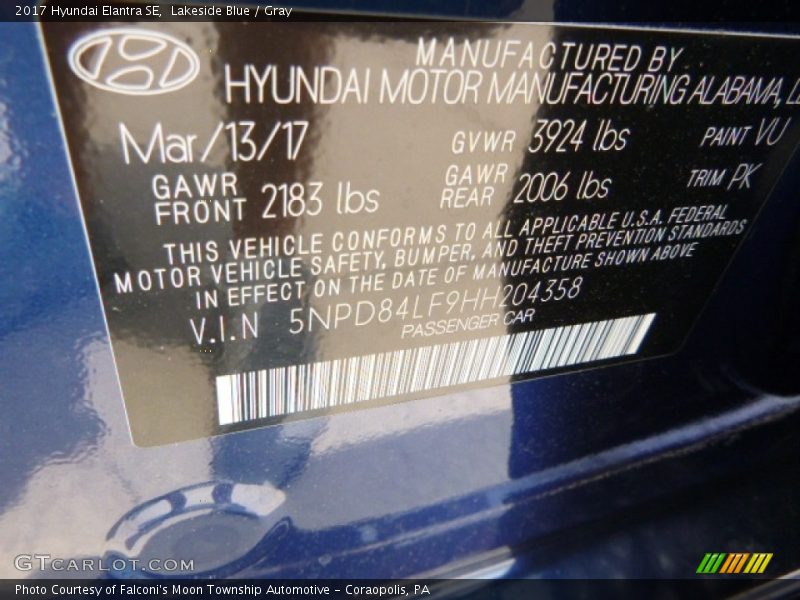 2017 Hyundai Elantra SE, Lakeside Blue / Gray
MANUFACTURED BY
HYUNDAI MOTOR MANUFACTURING ALABAMA,
Mar/13/17 GVWR 3924 lbs PAINT VU
GAWR FRONT 2183 lbs GAWR REAR 2006 lbs TRIM PK
THIS VEHICLE CONFORMS TO ALL APPLICABLE U.S.A. FEDERAL
MOTOR VEHICLE SAFETY, BUMPER, AND THEFT PREVENTION STANDARDS
IN EFFECT ON THE DATE OF MANUFACTURE SHOWN ABOVE
V.I.N 5NPD84LF9HH204358
PASSENGER CAR
GTCARLOT.COM
Photo Courtesy of Falconi's Moon Township Automotive - Coraopolis, PA